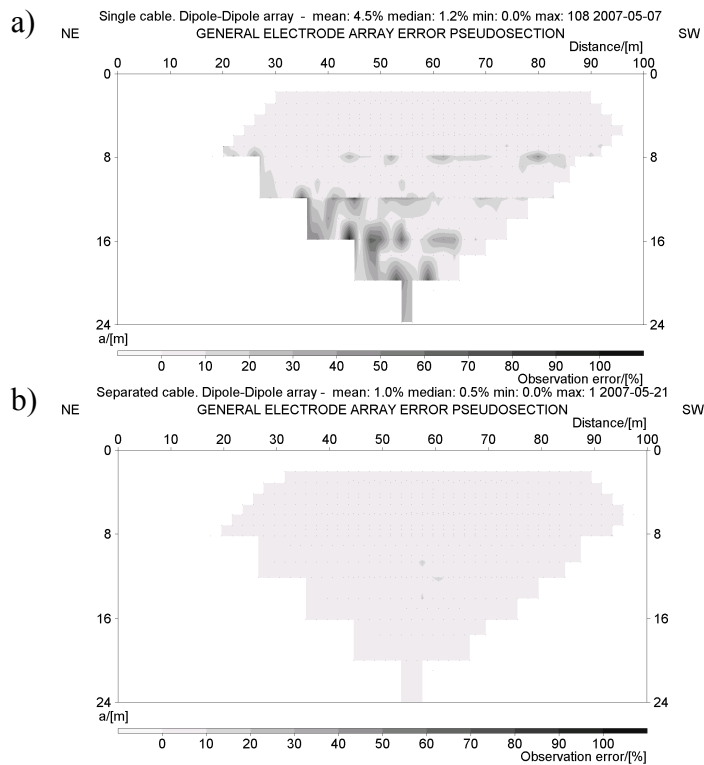 a)
Single cable. Dipole-Dipole array - mean: 4.5% median: 1.2% min: 0.0% max: 108 2007-05-07
NE GENERAL ELECTRODE ARRAY ERROR PSEUDOSECTION SW
Distance/[m]
0 10 20 30 40 50 60 70 80 90 100
0 0
8 8
16 16
24 24
a/[m]
0 10 20 30 40 50 60 70 80 90 100
Observation error/[%]
b)
Separated cable. Dipole-Dipole array - mean: 1.0% median: 0.5% min: 0.0% max: 1 2007-05-21
NE GENERAL ELECTRODE ARRAY ERROR PSEUDOSECTION SW
Distance/[m]
0 10 20 30 40 50 60 70 80 90 100
0 0
8 8
16 16
24 24
a/[m]
0 10 20 30 40 50 60 70 80 90 100
Observation error/[%]